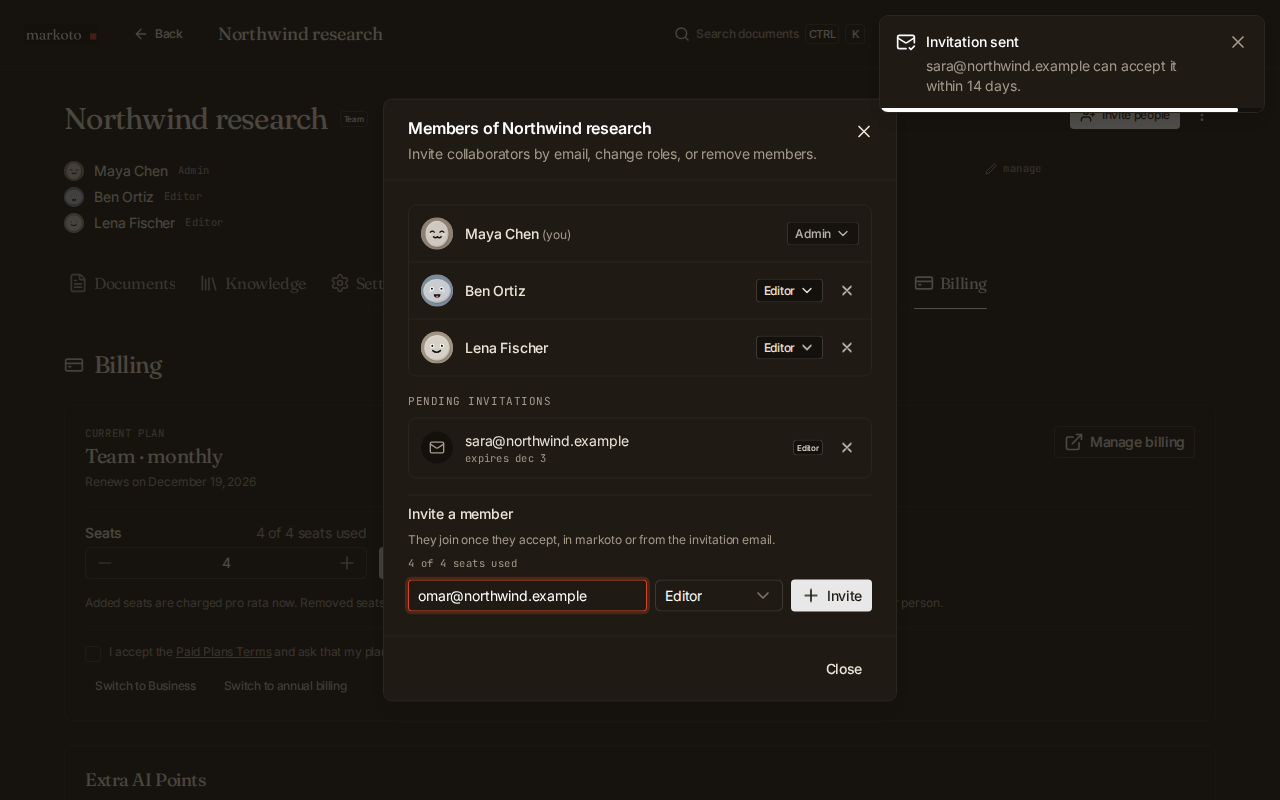 markoto
Back
Northwind research
Search documents CTRL K
Invitation sent
sara@northwind.example can accept it
within 14 days.
Northwind research Team
Invite people
Maya Chen Admin
manage
Ben Ortiz Editor
Lena Fischer Editor
Documents
Knowledge
Sett
Billing
Billing
CURRENT PLAN
Team · monthly
Renews on December 19, 2026
Manage billing
Seats 4 of 4 seats used
4
Added seats are charged pro rata now. Removed seats
person.
I accept the Paid Plans Terms and ask that my plan
Switch to Business
Switch to annual billing
Extra AI Points
Members of Northwind research
Invite collaborators by email, change roles, or remove members.
Maya Chen (you) Admin
Ben Ortiz Editor
Lena Fischer Editor
PENDING INVITATIONS
sara@northwind.example Editor
expires dec 3
Invite a member
They join once they accept, in markoto or from the invitation email.
4 of 4 seats used
omar@northwind.example Editor Invite
Close